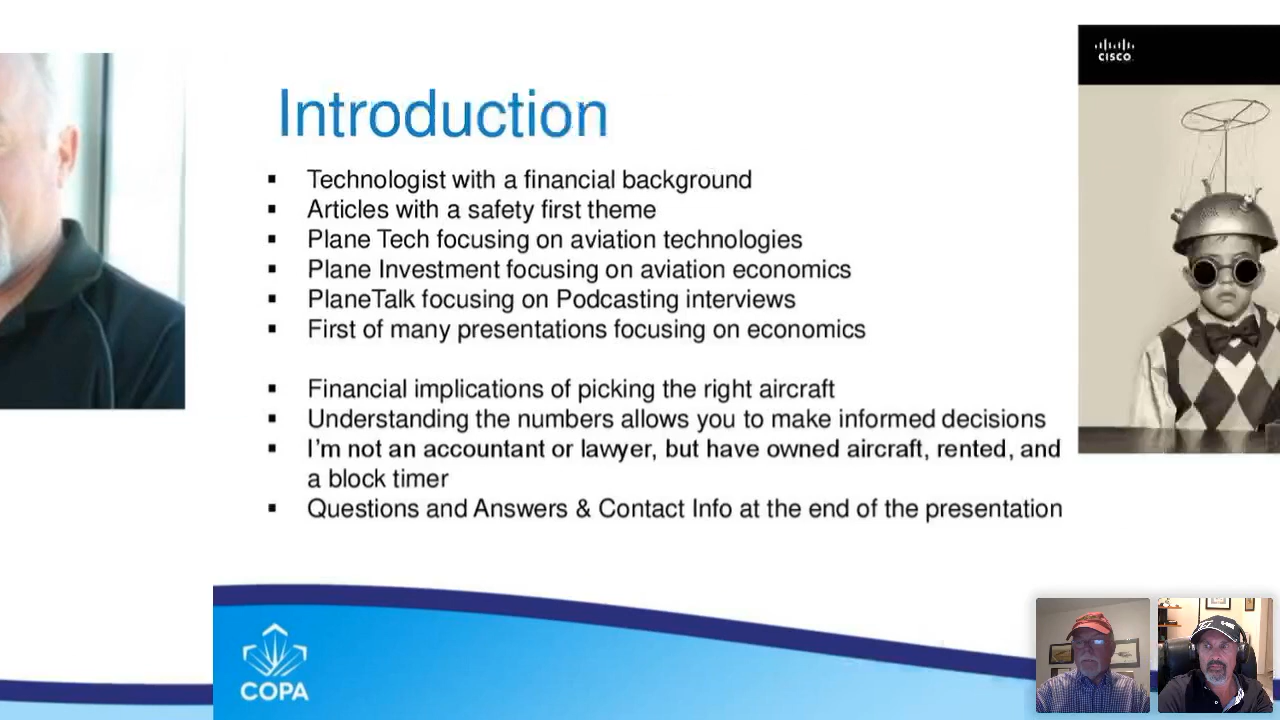 CISCO
Introduction
Technologist with a financial background
Articles with a safety first theme
Plane Tech focusing on aviation technologies
Plane Investment focusing on aviation economics
PlaneTalk focusing on Podcasting interviews
First of many presentations focusing on economics
Financial implications of picking the right aircraft
Understanding the numbers allows you to make informed decisions
I'm not an accountant or lawyer, but have owned aircraft, rented, and
a block timer
Questions and Answers & Contact Info at the end of the presentation
COPA